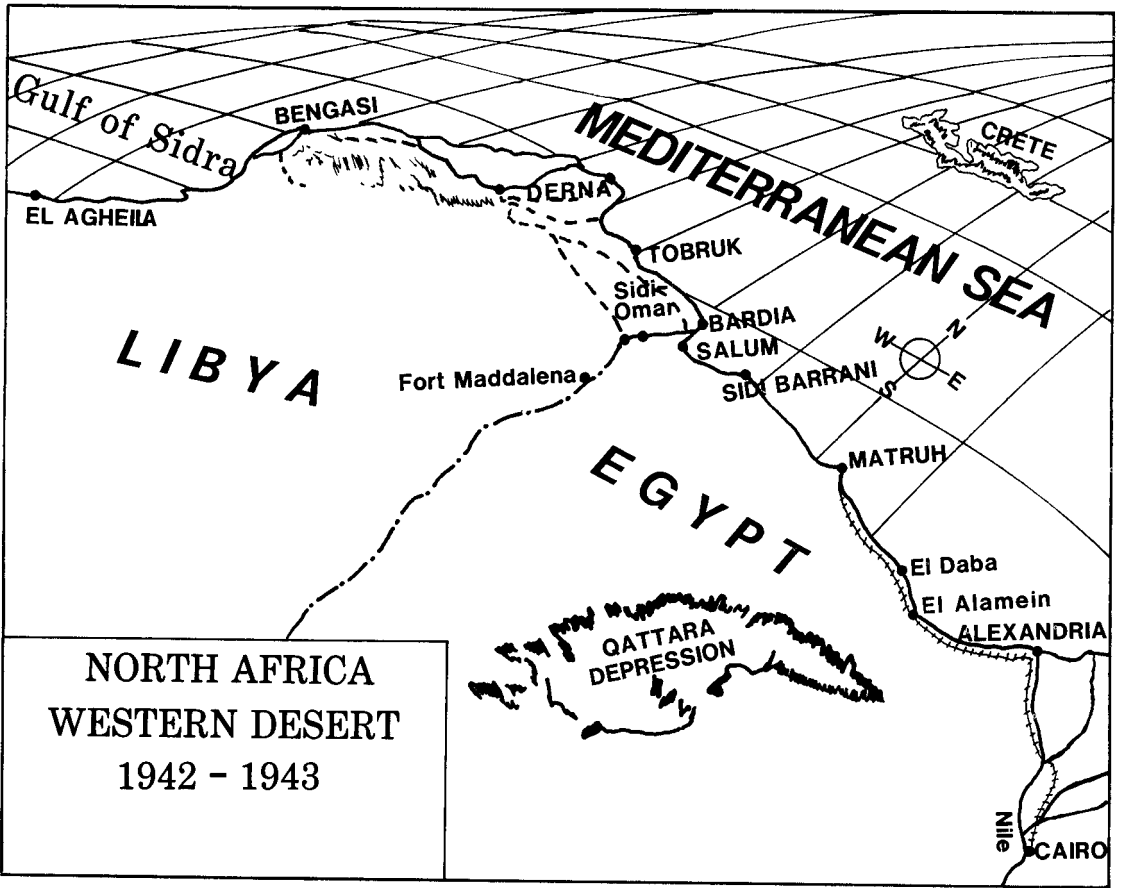 Gulf of Sidra
BENGASI
MEDITERRANEAN SEA
CRETE
EL AGHEILA
DERNA
TOBRUK
Sidi
Oman
BARDIA
SALUM
SIDI BARRANI
N
W
E
S
LIBYA
Fort Maddalena
MATRUH
EGYPT
El Daba
El Alamein
ALEXANDRIA
QATTARA
DEPRESSION
NORTH AFRICA
WESTERN DESERT
1942 - 1943
Nile
CAIRO